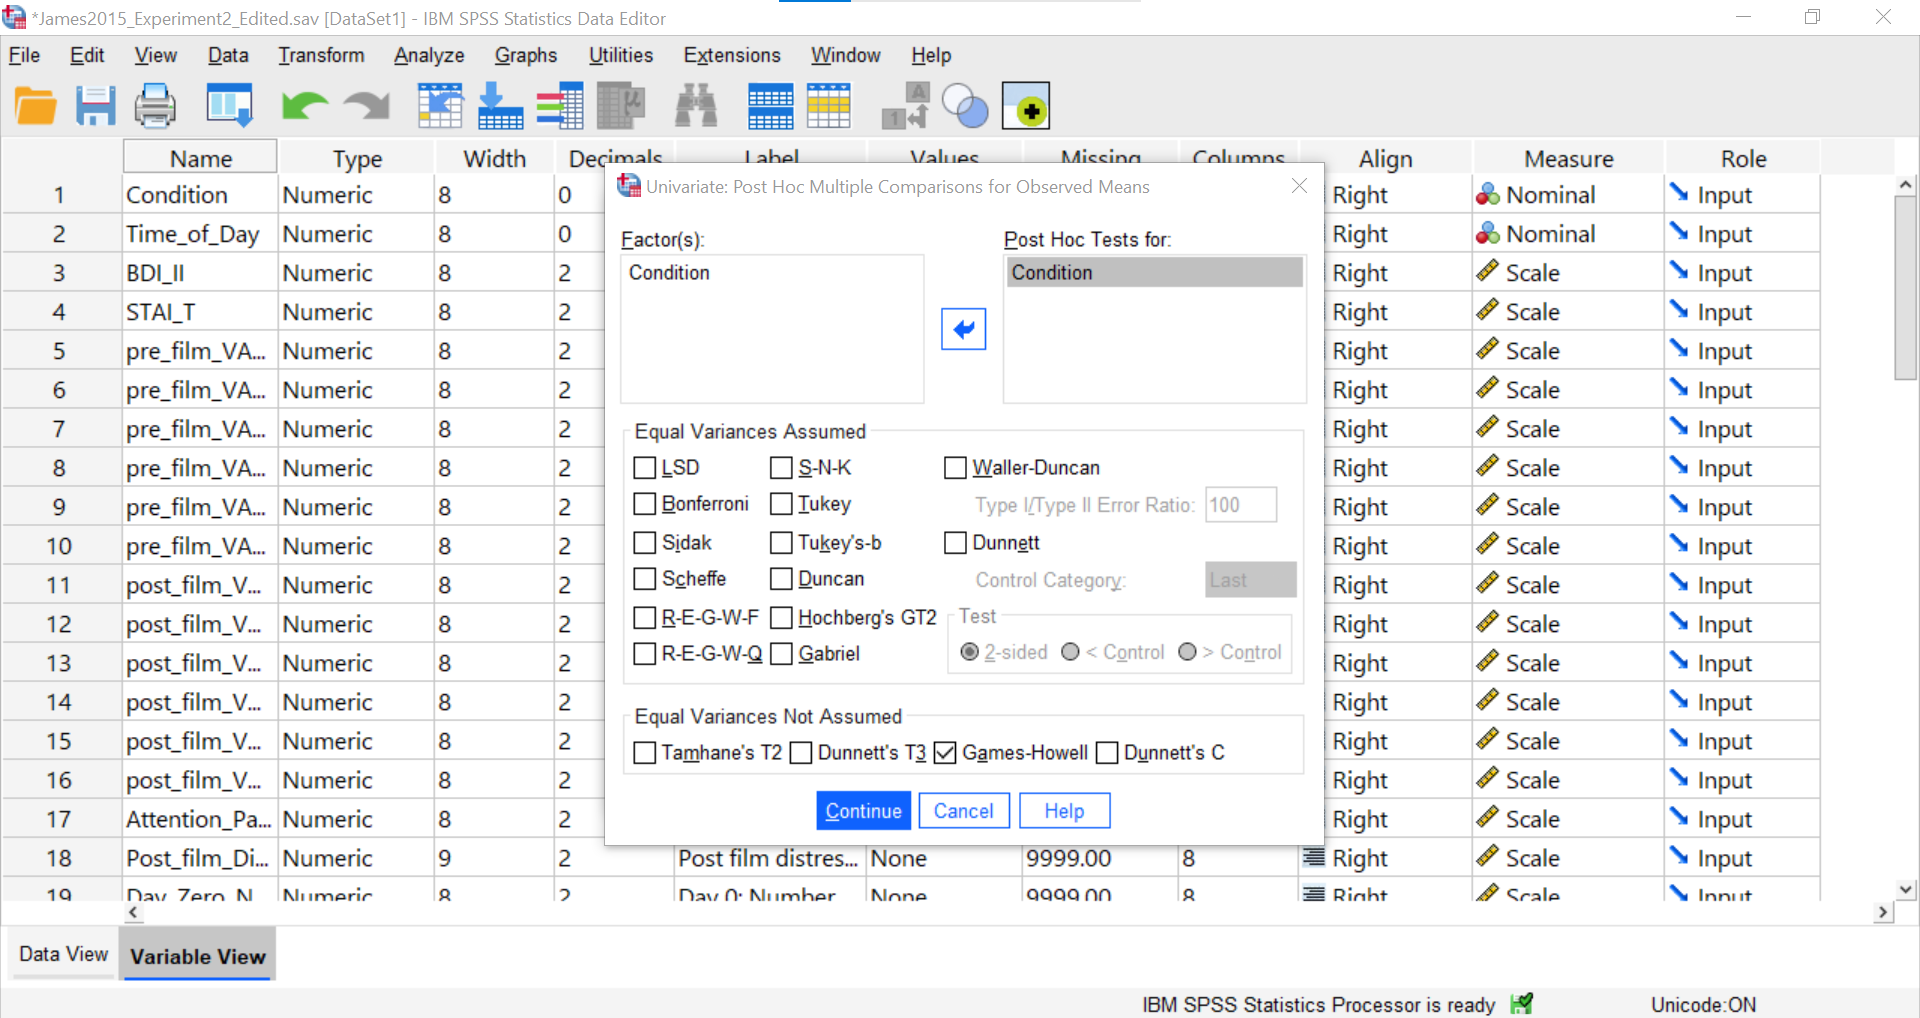 *James2015_Experiment2_Edited.sav [DataSet1] - IBM SPSS Statistics Data Editor
File Edit View Data Transform Analyze Graphs Utilities Extensions Window Help
Name Type Width Decimals Label Values Missing Columns Align Measure Role
1 Condition Numeric 8 0 Right Nominal Input
2 Time_of_Day Numeric 8 0 Right Nominal Input
3 BDI_II Numeric 8 2 Right Scale Input
4 STAI_T Numeric 8 2 Right Scale Input
5 pre_film_VA... Numeric 8 2 Right Scale Input
6 pre_film_VA... Numeric 8 2 Right Scale Input
7 pre_film_VA... Numeric 8 2 Right Scale Input
8 pre_film_VA... Numeric 8 2 Right Scale Input
9 pre_film_VA... Numeric 8 2 Right Scale Input
10 pre_film_VA... Numeric 8 2 Right Scale Input
11 post_film_V... Numeric 8 2 Right Scale Input
12 post_film_V... Numeric 8 2 Right Scale Input
13 post_film_V... Numeric 8 2 Right Scale Input
14 post_film_V... Numeric 8 2 Right Scale Input
15 post_film_V... Numeric 8 2 Right Scale Input
16 post_film_V... Numeric 8 2 Right Scale Input
17 Attention_Pa... Numeric 8 2 Right Scale Input
18 Post_film_Di... Numeric 9 2 Post film distres... None 9999.00 8 Right Scale Input
19 Day_Zero_N Numeric 8 2 Day 0: Number None 9999.00 8 Right Scale Input
Univariate: Post Hoc Multiple Comparisons for Observed Means
Factor(s): Post Hoc Tests for:
Condition Condition
Equal Variances Assumed
LSD S-N-K Waller-Duncan
Bonferroni Tukey Type I/Type II Error Ratio: 100
Sidak Tukey's-b Dunnett
Scheffe Duncan Control Category: Last
R-E-G-W-F Hochberg's GT2 Test
R-E-G-W-Q Gabriel 2-sided < Control > Control
Equal Variances Not Assumed
Tamhane's T2 Dunnett's T3 Games-Howell Dunnett's C
Continue Cancel Help
Data View Variable View
IBM SPSS Statistics Processor is ready Unicode:ON